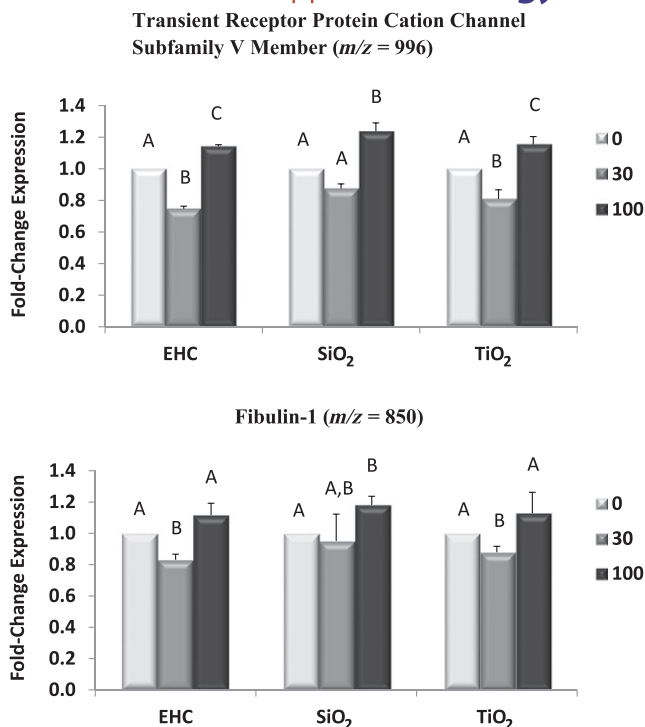 Transient Receptor Protein Cation Channel
Subfamily V Member (m/z = 996)
Fold-Change Expression
1.4
1.2
1.0
0.8
0.6
0.4
0.2
0.0
A B C
A A B
A B C
EHC SiO2 TiO2
0
30
100
Fibulin-1 (m/z = 850)
Fold-Change Expression
1.4
1.2
1.0
0.8
0.6
0.4
0.2
0.0
A B A
A A,B B
A B A
EHC SiO2 TiO2
0
30
100